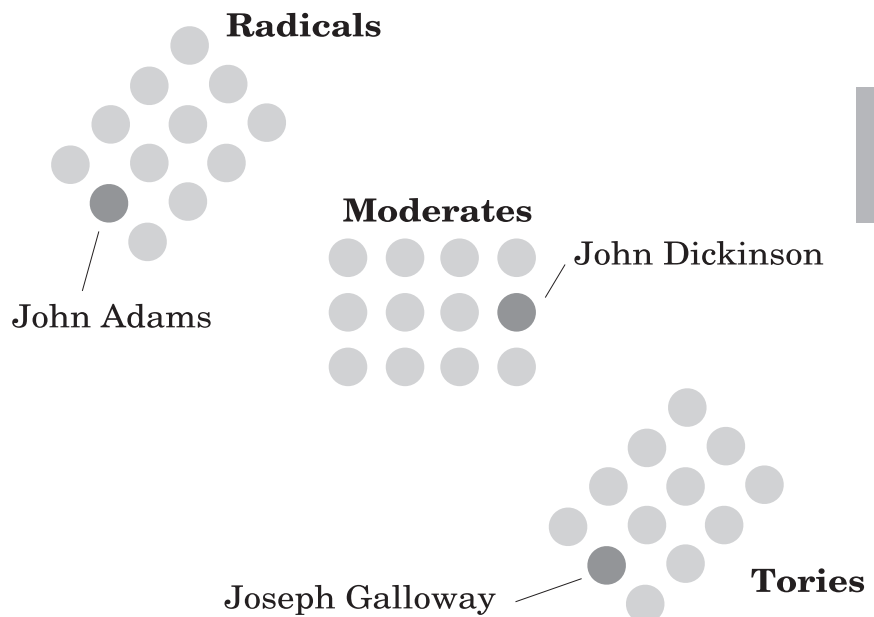 Radicals
John Adams
Moderates
John Dickinson
Joseph Galloway
Tories